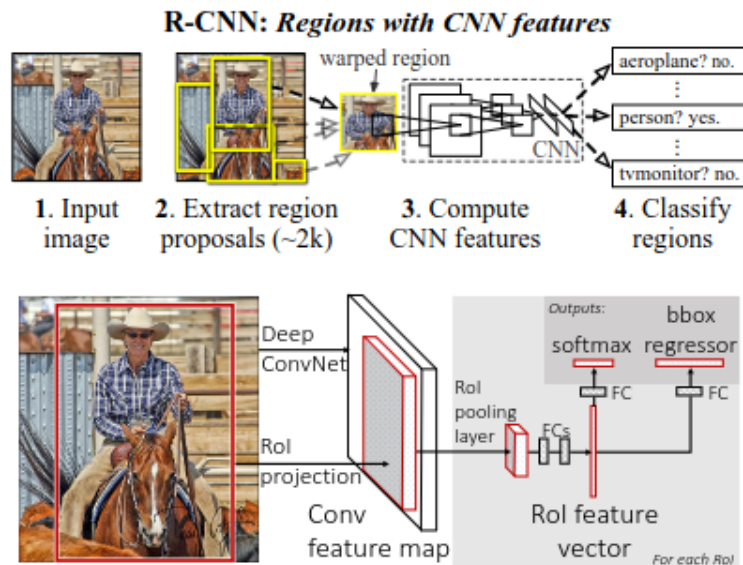 R-CNN: Regions with CNN features
warped region
aeroplane? no.
⋮
person? yes.
⋮
tvmonitor? no.
CNN
1. Input
image
2. Extract region
proposals (~2k)
3. Compute
CNN features
4. Classify
regions
Deep
ConvNet
RoI
projection
Conv
feature map
RoI
pooling
layer
FCs
Outputs:
softmax
bbox
regressor
FC
FC
RoI feature
vector
For each RoI